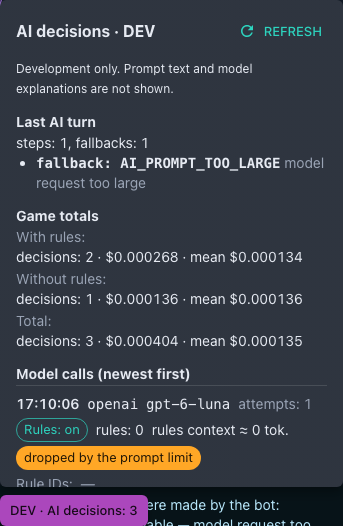 AI decisions · DEV
REFRESH
Development only. Prompt text and model
explanations are not shown.
Last AI turn
steps: 1, fallbacks: 1
• fallback: AI_PROMPT_TOO_LARGE model
request too large
Game totals
With rules:
decisions: 2 · $0.000268 · mean $0.000134
Without rules:
decisions: 1 · $0.000136 · mean $0.000136
Total:
decisions: 3 · $0.000404 · mean $0.000135
Model calls (newest first)
17:10:06 openai gpt-6-luna attempts: 1
Rules: on rules: 0 rules context ≈ 0 tok.
dropped by the prompt limit
Rule IDs: —
DEV · AI decisions: 3
ere made by the bot:
able — model request too